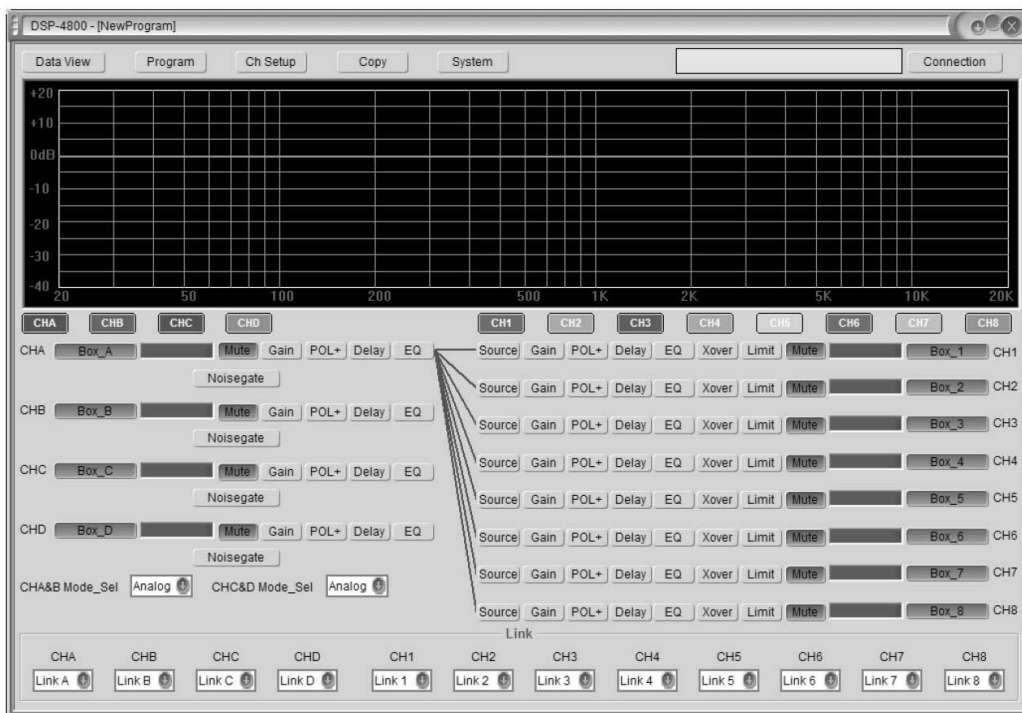 DSP-4800 - [NewProgram]
Data View Program Ch Setup Copy System Connection
+20
+10
0dB
-10
-20
-30
-40
20 50 100 200 500 1K 2K 5K 10K 20K
CHA CHB CHC CHD CH1 CH2 CH3 CH4 CH5 CH6 CH7 CH8
CHA Box_A Mute Gain POL+ Delay EQ Source Gain POL+ Delay EQ Xover Limit Mute Box_1 CH1
Noisegate
Source Gain POL+ Delay EQ Xover Limit Mute Box_2 CH2
CHB Box_B Mute Gain POL+ Delay EQ Source Gain POL+ Delay EQ Xover Limit Mute Box_3 CH3
Noisegate
Source Gain POL+ Delay EQ Xover Limit Mute Box_4 CH4
CHC Box_C Mute Gain POL+ Delay EQ
Noisegate Source Gain POL+ Delay EQ Xover Limit Mute Box_5 CH5
CHD Box_D Mute Gain POL+ Delay EQ Source Gain POL+ Delay EQ Xover Limit Mute Box_6 CH6
Noisegate
Source Gain POL+ Delay EQ Xover Limit Mute Box_7 CH7
CHA&B Mode_Sel Analog CHC&D Mode_Sel Analog
Source Gain POL+ Delay EQ Xover Limit Mute Box_8 CH8
Link
CHA CHB CHC CHD CH1 CH2 CH3 CH4 CH5 CH6 CH7 CH8
Link A Link B Link C Link D Link 1 Link 2 Link 3 Link 4 Link 5 Link 6 Link 7 Link 8